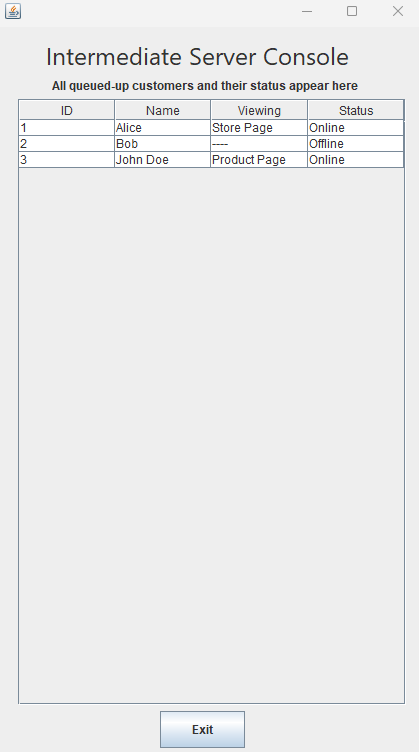 Intermediate Server Console
All queued-up customers and their status appear here
ID Name Viewing Status
1 Alice Store Page Online
2 Bob ---- Offline
3 John Doe Product Page Online
Exit